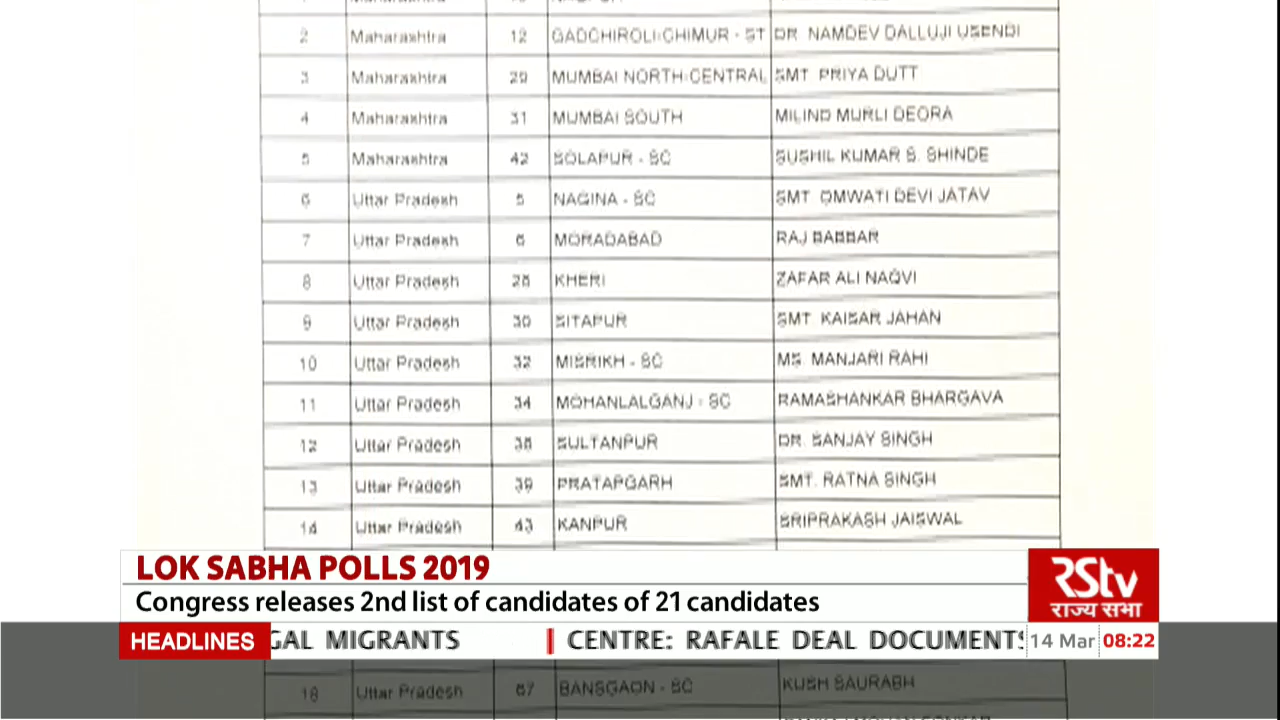 2 Maharashtra 12 GADCHIROLI-CHIMUR - ST DR. NAMDEV DALLUJI USENDI
3 Maharashtra 29 MUMBAI NORTH-CENTRAL SMT PRIYA DUTT
4 Maharashtra 31 MUMBAI SOUTH MILIND MURLI DEORA
5 Maharashtra 42 SOLAPUR - SC SUSHIL KUMAR S. SHINDE
6 Uttar Pradesh 5 NAGINA - SC SMT OMWATI DEVI JATAV
7 Uttar Pradesh 6 MORADABAD RAJ BABBAR
8 Uttar Pradesh 28 KHERI ZAFAR ALI NAQVI
9 Uttar Pradesh 30 SITAPUR SMT KAISAR JAHAN
10 Uttar Pradesh 32 MISRIKH - SC MS. MANJARI RAHI
11 Uttar Pradesh 34 MOHANLALGANJ - SC RAMASHANKAR BHARGAVA
12 Uttar Pradesh 38 SULTANPUR DR. SANJAY SINGH
13 Uttar Pradesh 39 PRATAPGARH SMT. RATNA SINGH
14 Uttar Pradesh 43 KANPUR SRIPRAKASH JAISWAL
LOK SABHA POLLS 2019
Congress releases 2nd list of candidates of 21 candidates
RStv
राज्य सभा
HEADLINES GAL MIGRANTS CENTRE: RAFALE DEAL DOCUMENTS 14 Mar 08:22
18 Uttar Pradesh 67 BANSGAON - SC KUSH SAURABH